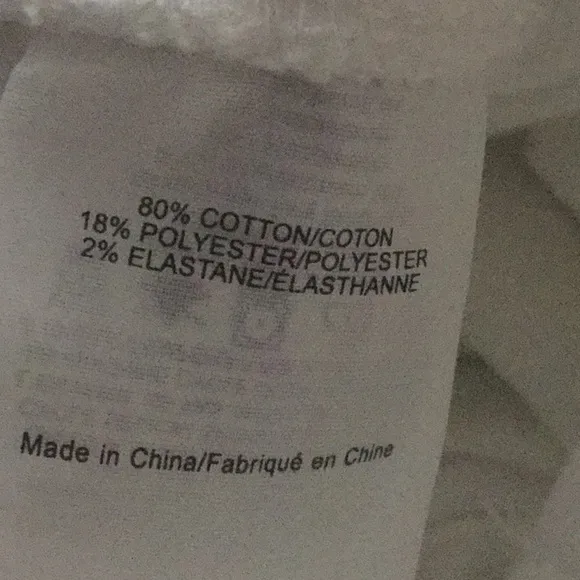 80% COTTON/COTON
18% POLYESTER/POLYESTER
2% ELASTANE/ÉLASTHANNE
Made in China/Fabriqué en Chine